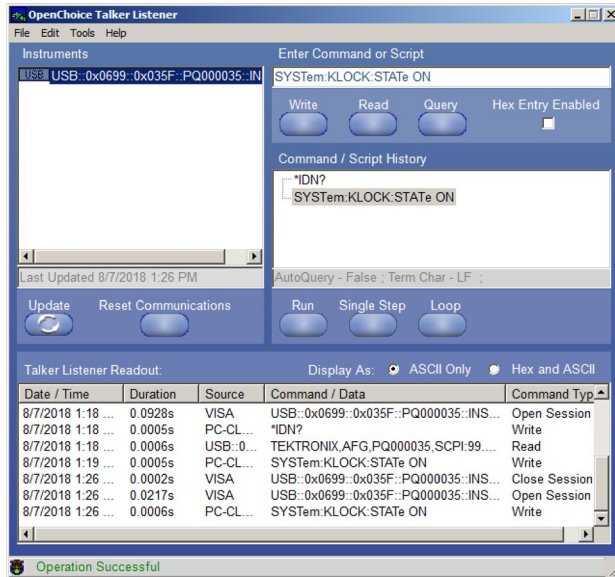 OpenChoice Talker Listener
File Edit Tools Help
Instruments
USB USB::0x0699::0x035F::PQ000035::IN
Last Updated 8/7/2018 1:26 PM
Update Reset Communications
Enter Command or Script
SYSTem:KLOCK:STATe ON
Write Read Query Hex Entry Enabled
Command / Script History
*IDN?
SYSTem:KLOCK:STATe ON
AutoQuery - False ; Term Char - LF ;
Run Single Step Loop
Talker Listener Readout: Display As: ASCII Only Hex and ASCII
Date / Time Duration Source Command / Data Command Typ
8/7/2018 1:18 ... 0.0928s VISA USB::0x0699::0x035F::PQ000035::INS... Open Session
8/7/2018 1:18 ... 0.0005s PC-CL... *IDN? Write
8/7/2018 1:18 ... 0.0006s USB::0... TEKTRONIX,AFG,PQ000035,SCPI:99.... Read
8/7/2018 1:19 ... 0.0005s PC-CL... SYSTem:KLOCK:STATe ON Write
8/7/2018 1:26 ... 0.0002s VISA USB::0x0699::0x035F::PQ000035::INS... Close Session
8/7/2018 1:26 ... 0.0217s VISA USB::0x0699::0x035F::PQ000035::INS... Open Session
8/7/2018 1:26 ... 0.0006s PC-CL... SYSTem:KLOCK:STATe ON Write
Operation Successful